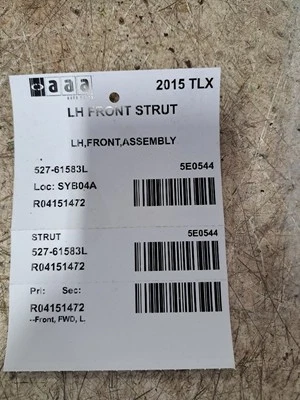 aaa
2015 TLX
LH FRONT STRUT
LH,FRONT,ASSEMBLY
527-61583L 5E0544
Loc: SYB04A
R04151472
STRUT 5E0544
527-61583L
R04151472
Pri: Sec:
R04151472
--Front, FWD, L.